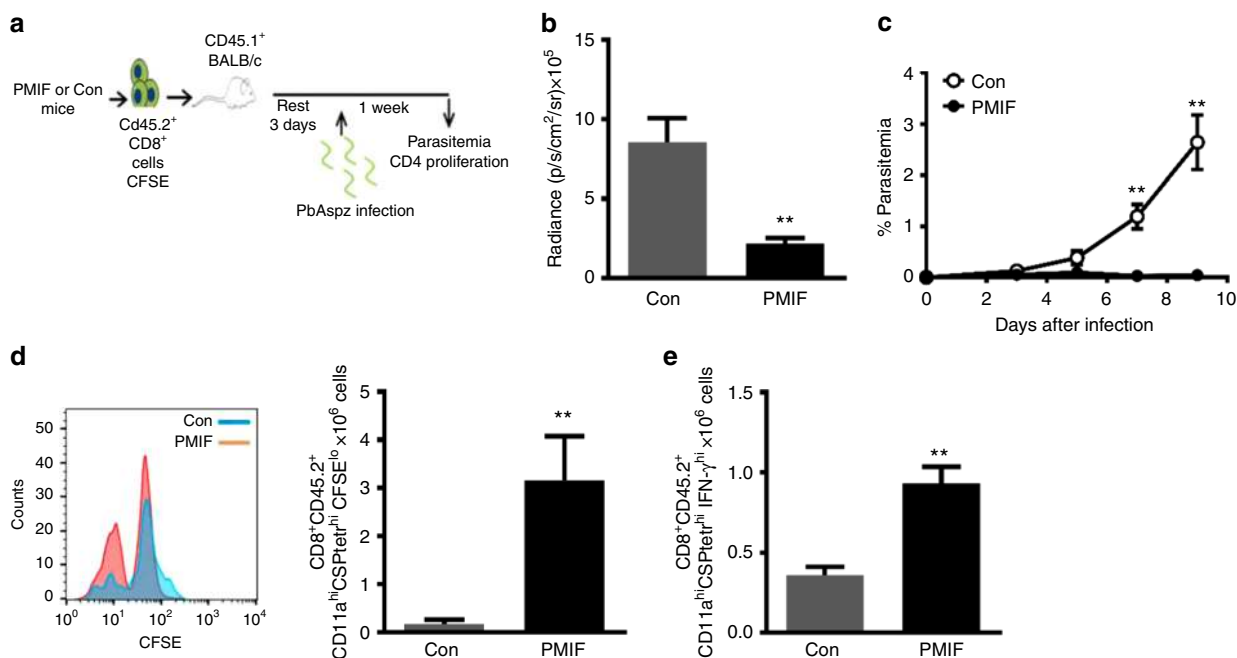 a
PMIF or Con
mice
Cd45.2+
CD8+
cells
CFSE
CD45.1+
BALB/c
Rest
3 days
1 week
PbAspz infection
Parasitemia
CD4 proliferation
b
Radiance (p/s/cm²/sr)×10⁵
15
10
5
0
**
Con
PMIF
c
% Parasitemia
4
3
2
1
0
Con
PMIF
**
**
0 2 4 6 8 10
Days after infection
d
Counts
50
40
30
20
10
0
Con
PMIF
10⁰ 10¹ 10² 10³ 10⁴
CFSE
CD8⁺CD45.2⁺
CD11aʰⁱCSPtetrʰⁱ CFSEˡᵒ ×10⁶ cells
5
4
3
2
1
0
**
Con
PMIF
e
CD8⁺CD45.2⁺
CD11aʰⁱCSPtetrʰⁱ IFN-γʰⁱ ×10⁶ cells
1.5
1.0
0.5
0.0
**
Con
PMIF